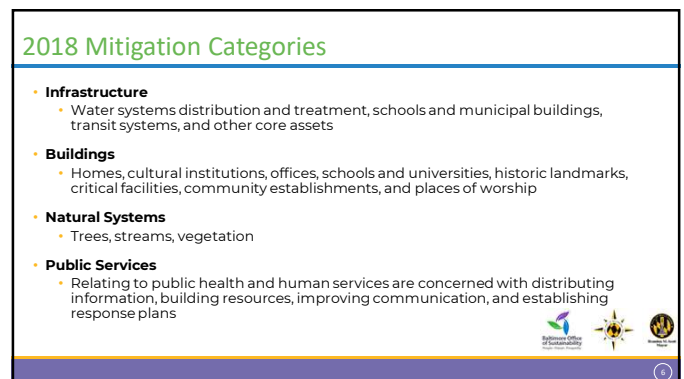 2018 Mitigation Categories
• Infrastructure
• Water systems distribution and treatment, schools and municipal buildings,
transit systems, and other core assets
• Buildings
• Homes, cultural institutions, offices, schools and universities, historic landmarks,
critical facilities, community establishments, and places of worship
• Natural Systems
• Trees, streams, vegetation
• Public Services
• Relating to public health and human services are concerned with distributing
information, building resources, improving communication, and establishing
response plans
Baltimore Office
of Sustainability
Brandon M. Scott
Mayor
6